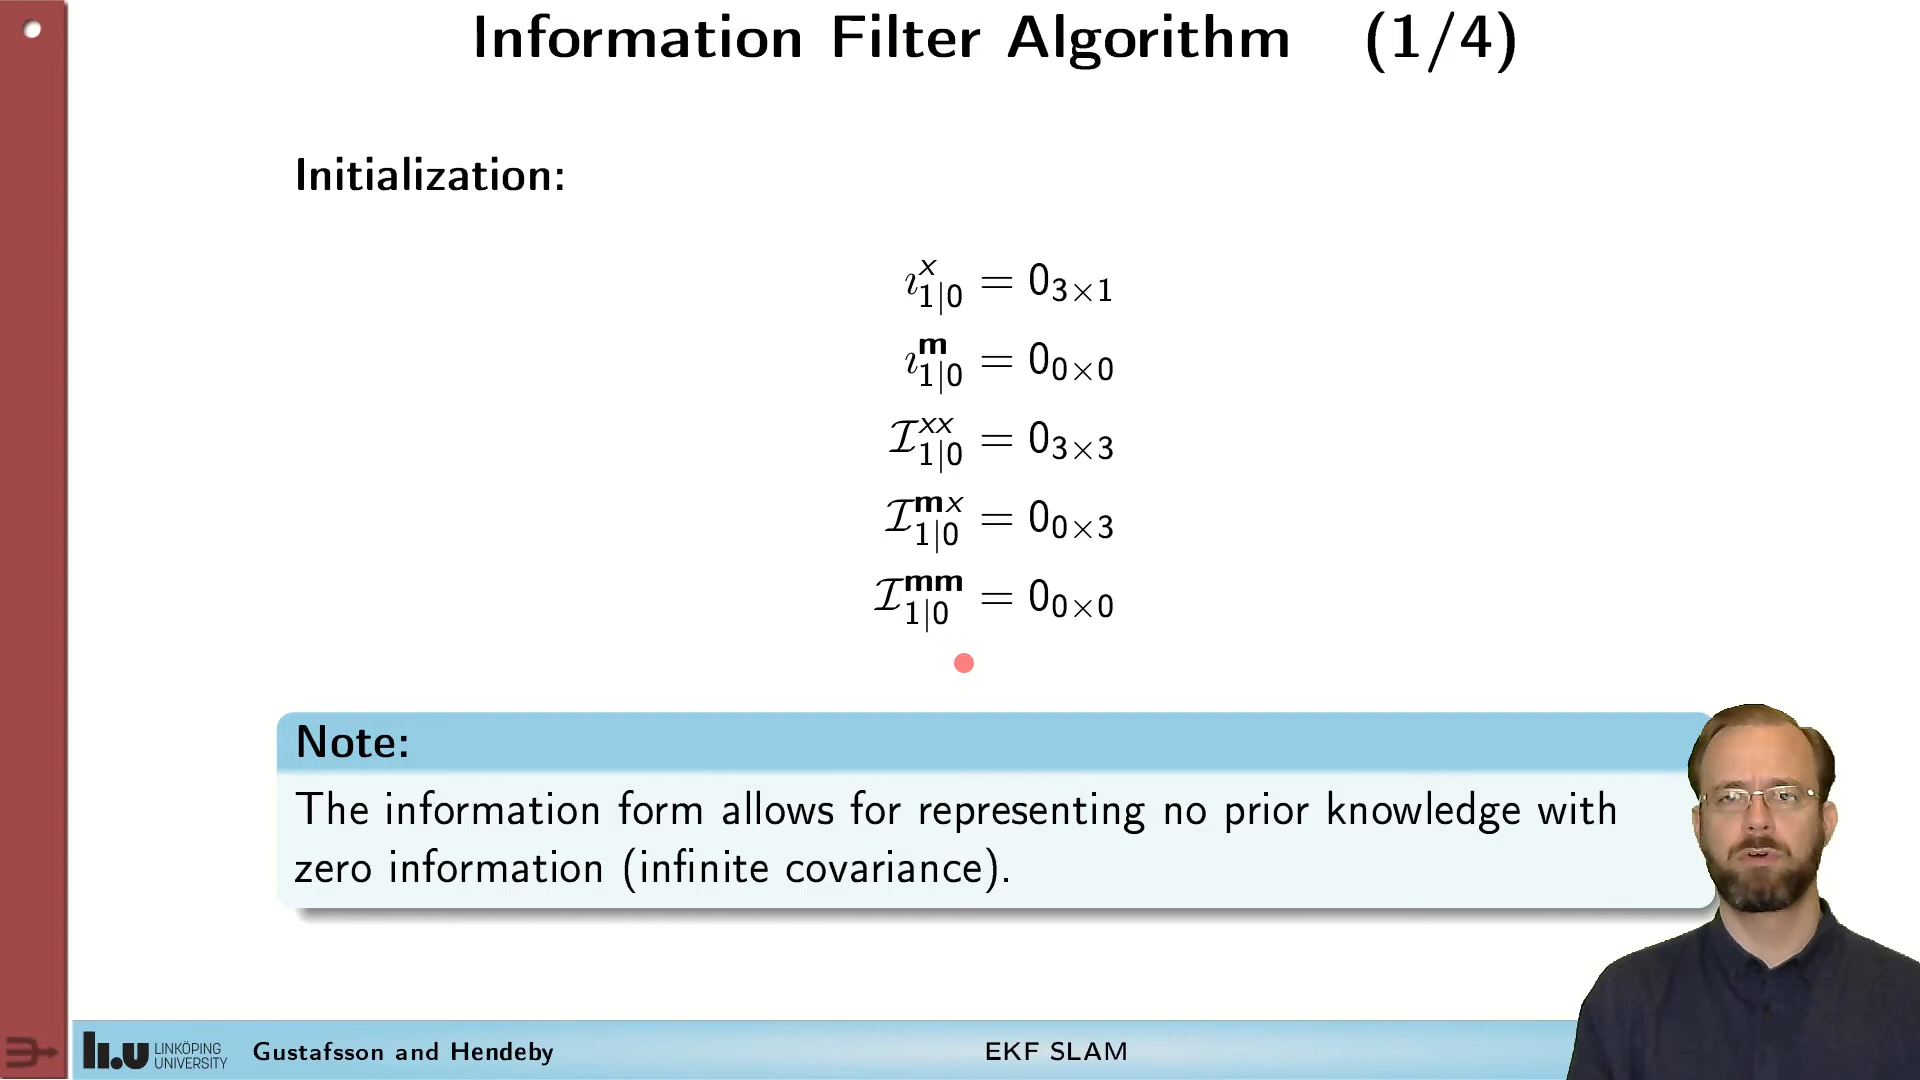 Information Filter Algorithm (1/4)
Initialization:
𝚤^x_{1|0} = 0_{3×1}
𝚤^𝐦_{1|0} = 0_{0×0}
ℐ^{xx}_{1|0} = 0_{3×3}
ℐ^{𝐦x}_{1|0} = 0_{0×3}
ℐ^{𝐦𝐦}_{1|0} = 0_{0×0}
Note:
The information form allows for representing no prior knowledge with
zero information (infinite covariance).
li.u LINKÖPING
UNIVERSITY
Gustafsson and Hendeby
EKF SLAM